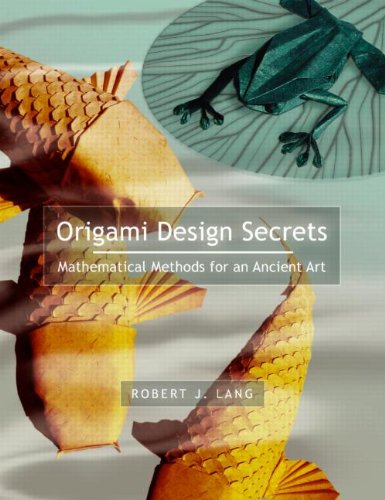 Origami Design Secrets
Mathematical Methods for an Ancient Art
ROBERT J. LANG